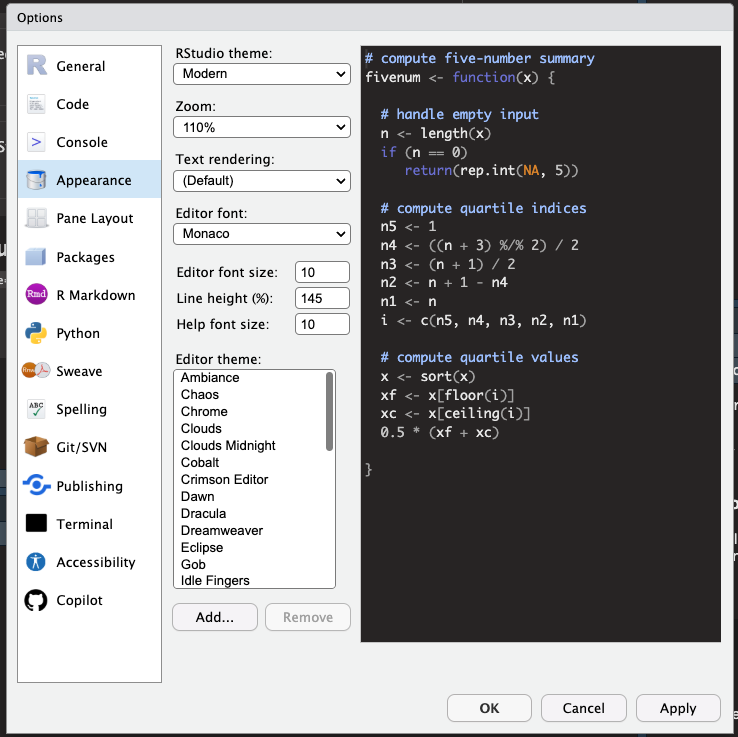 Options
General
Code
Console
Appearance
Pane Layout
Packages
Rmd R Markdown
Python
Sweave
ABC Spelling
Git/SVN
Publishing
Terminal
Accessibility
Copilot
RStudio theme:
Modern
Zoom:
110%
Text rendering:
(Default)
Editor font:
Monaco
Editor font size: 10
Line height (%): 145
Help font size: 10
Editor theme:
Ambiance
Chaos
Chrome
Clouds
Clouds Midnight
Cobalt
Crimson Editor
Dawn
Dracula
Dreamweaver
Eclipse
Gob
Idle Fingers
Add...
Remove
# compute five-number summary
fivenum <- function(x) {
# handle empty input
n <- length(x)
if (n == 0)
return(rep.int(NA, 5))
# compute quartile indices
n5 <- 1
n4 <- ((n + 3) %/% 2) / 2
n3 <- (n + 1) / 2
n2 <- n + 1 - n4
n1 <- n
i <- c(n5, n4, n3, n2, n1)
# compute quartile values
x <- sort(x)
xf <- x[floor(i)]
xc <- x[ceiling(i)]
0.5 * (xf + xc)
}
OK
Cancel
Apply